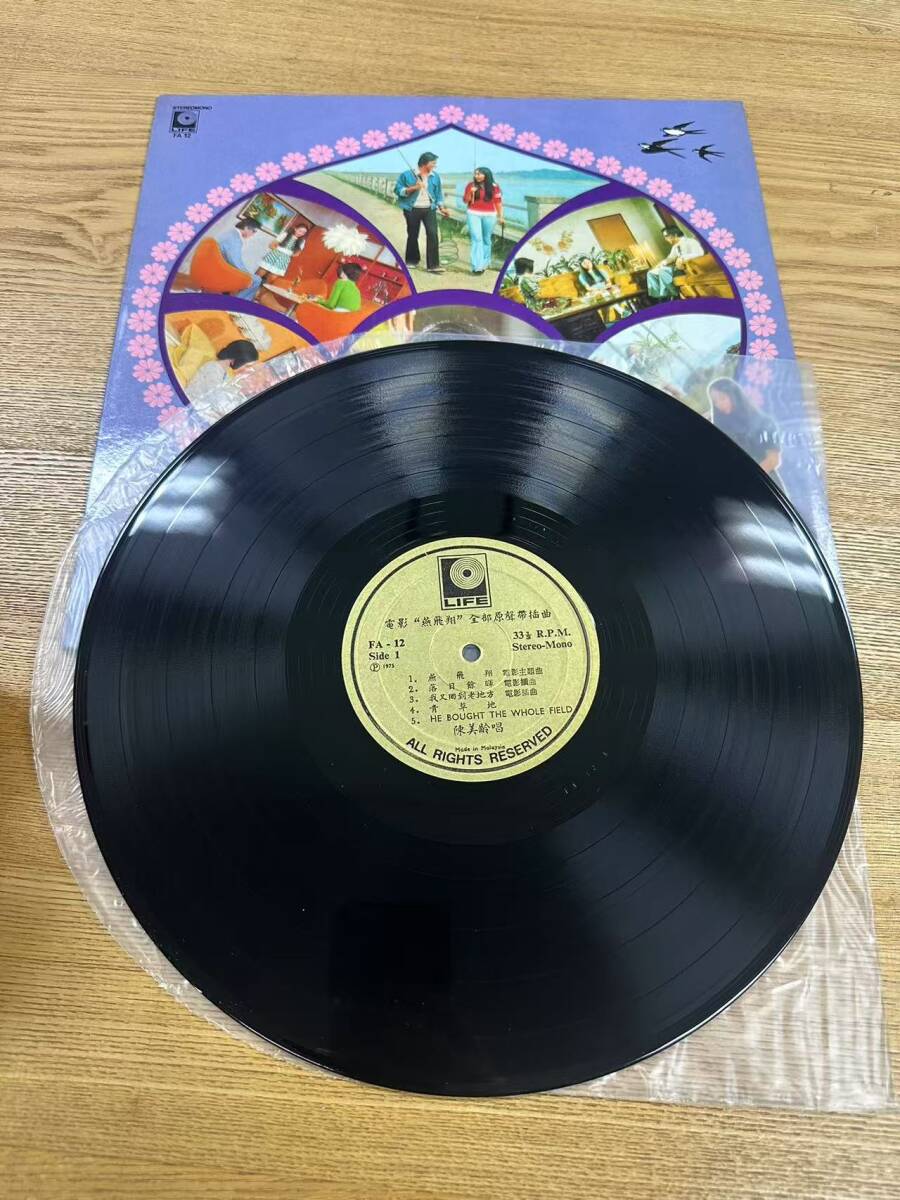 STEREOMONO
LIFE
FA 12
LIFE
電影“燕飛翔”全部原聲帶插曲
FA - 12
Side 1
Ⓟ 1975
33⅓ R.P.M.
Stereo-Mono
1. 燕飛翔 電影主題曲
2. 落日餘暉 電影插曲
3. 我又回到老地方 電影插曲
4. 青草地
5. HE BOUGHT THE WHOLE FIELD
陳美齡唱
Made in Malaysia
ALL RIGHTS RESERVED